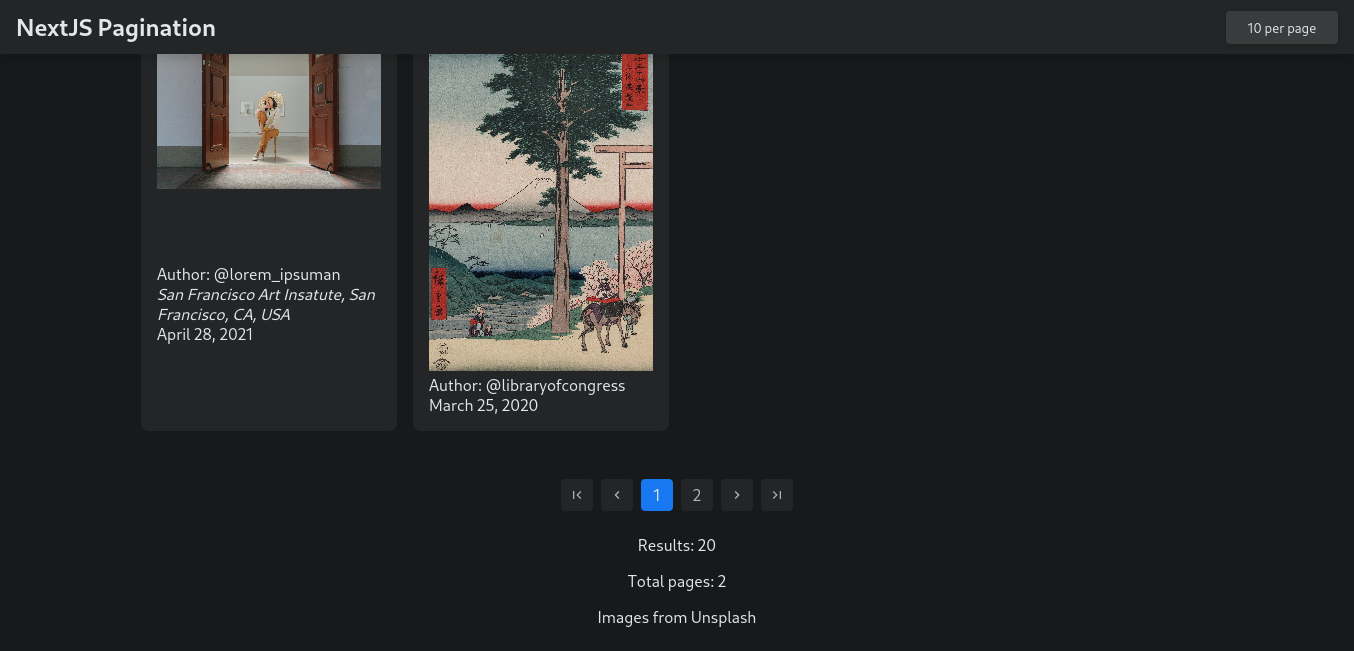 NextJS Pagination
10 per page
Author: @lorem_ipsuman
San Francisco Art Insatute, San
Francisco, CA, USA
April 28, 2021
Author: @libraryofcongress
March 25, 2020
1
2
Results: 20
Total pages: 2
Images from Unsplash